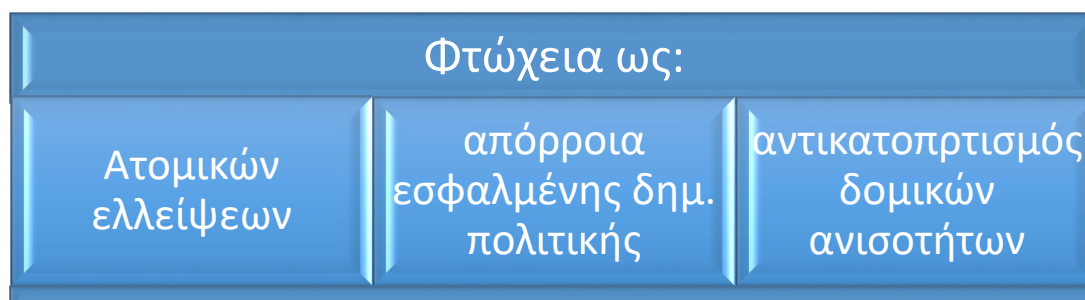 Φτώχεια ως:
Ατομικών
ελλείψεων
απόρροια
εσφαλμένης δημ.
πολιτικής
αντικατοπρτισμός
δομικών
ανισοτήτων